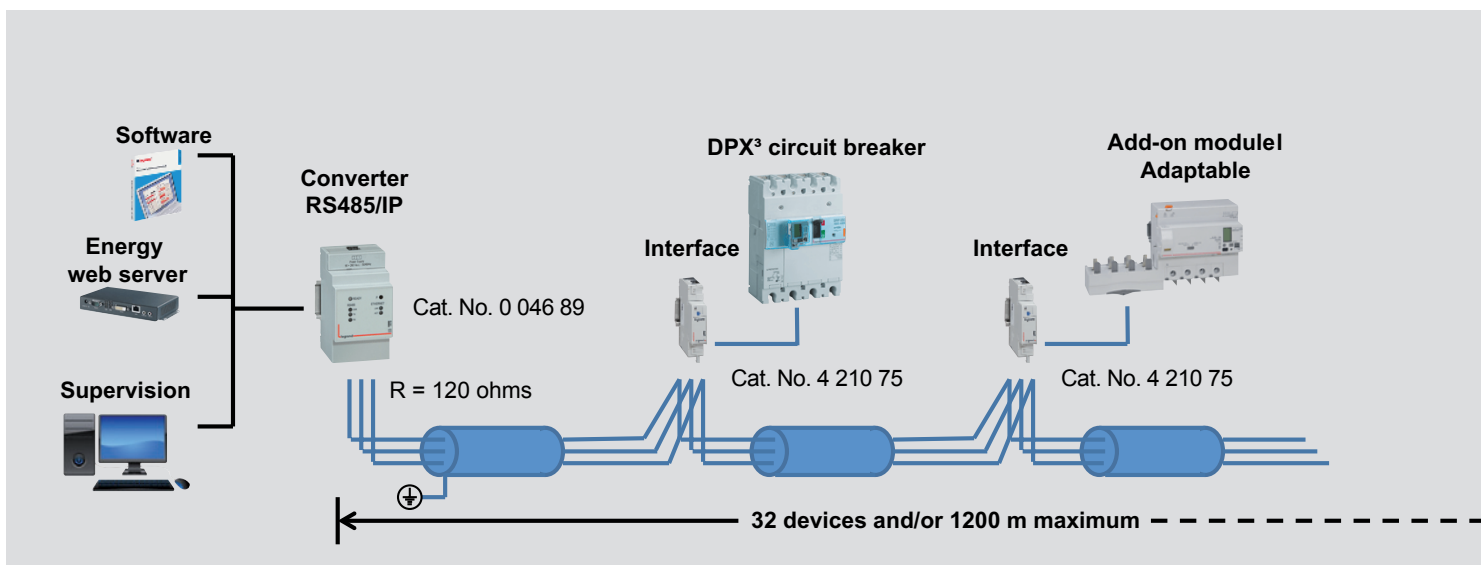 Software
Converter
RS485/IP
Energy
web server
Cat. No. 0 046 89
Supervision
R = 120 ohms
DPX³ circuit breaker
Interface
Cat. No. 4 210 75
Add-on modulel
Adaptable
Interface
Cat. No. 4 210 75
32 devices and/or 1200 m maximum